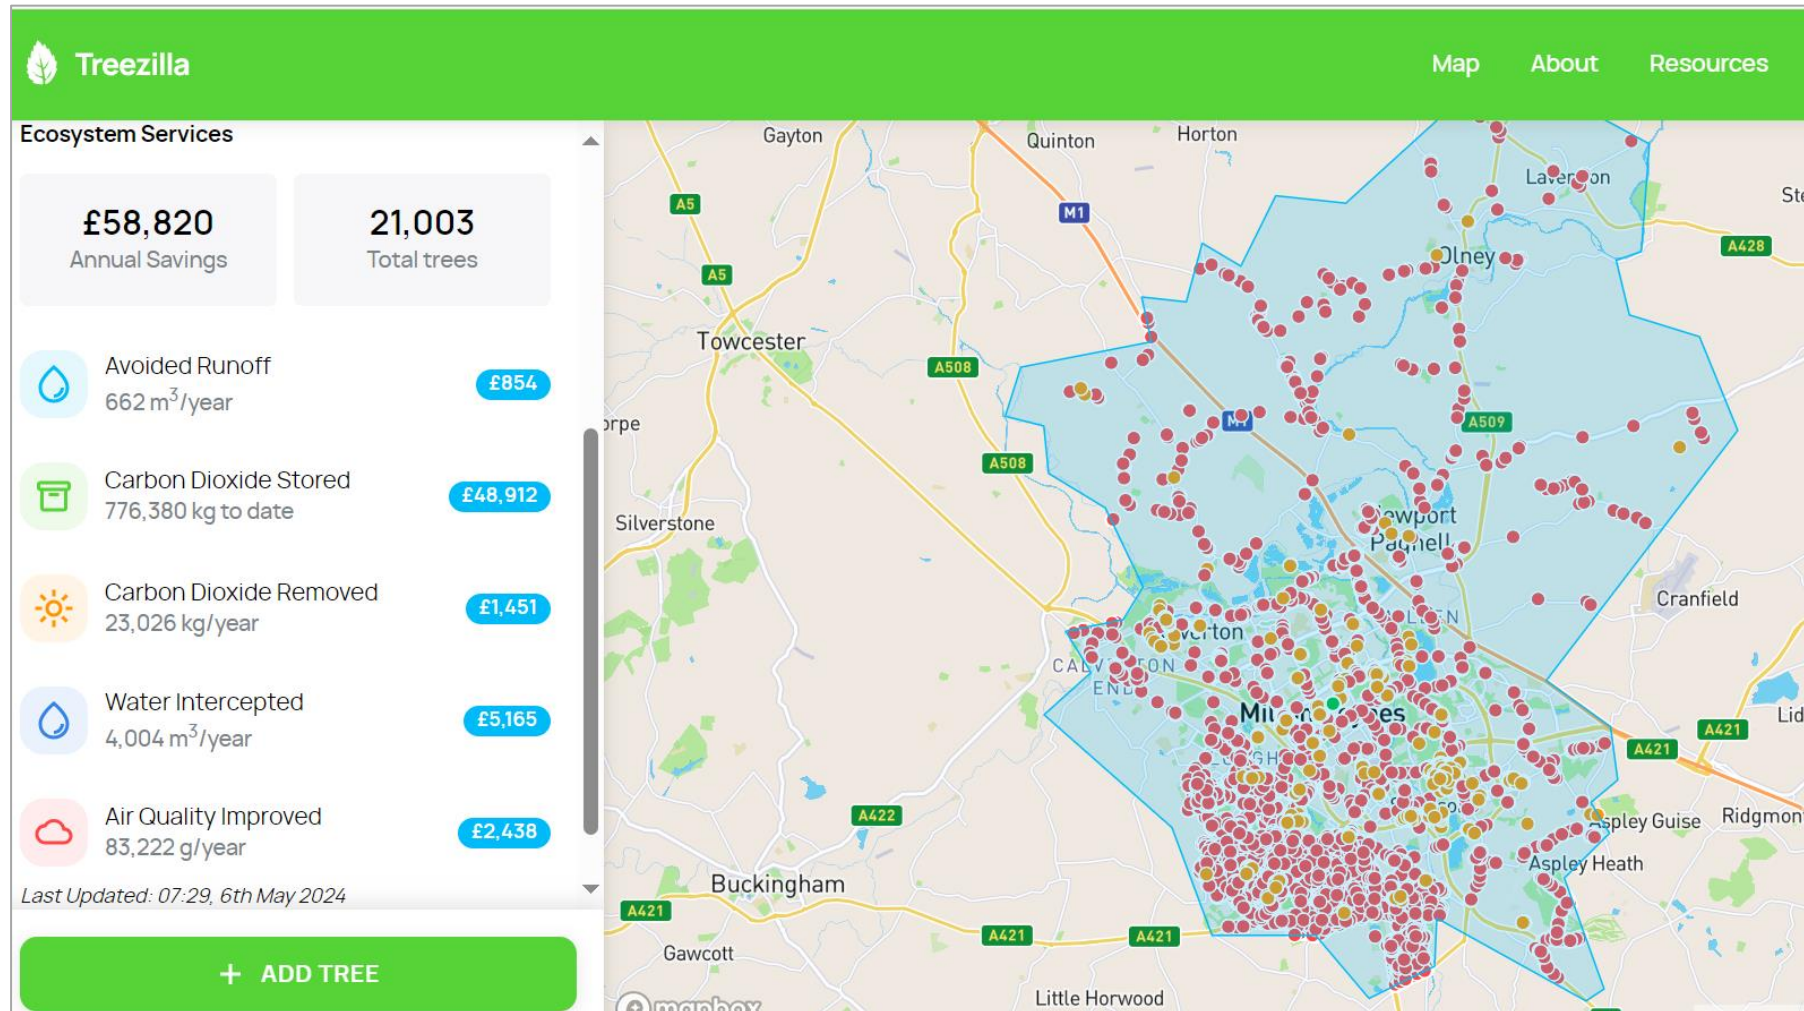 Treezilla
Map
About
Resources
Ecosystem Services
£58,820
Annual Savings
21,003
Total trees
Avoided Runoff
662 m³/year
£854
Carbon Dioxide Stored
776,380 kg to date
£48,912
Carbon Dioxide Removed
23,026 kg/year
£1,451
Water Intercepted
4,004 m³/year
£5,165
Air Quality Improved
83,222 g/year
£2,438
Last Updated: 07:29, 6th May 2024
+ ADD TREE
Gayton
Quinton
Horton
A5
M1
A428
Olney
A5
Towcester
A508
A509
A508
Silverstone
Pagnell
Cranfield
END
A421
A421
A422
Aspley Guise
Aspley Heath
Buckingham
A421
A421
A421
Gawcott
Little Horwood
mapbox